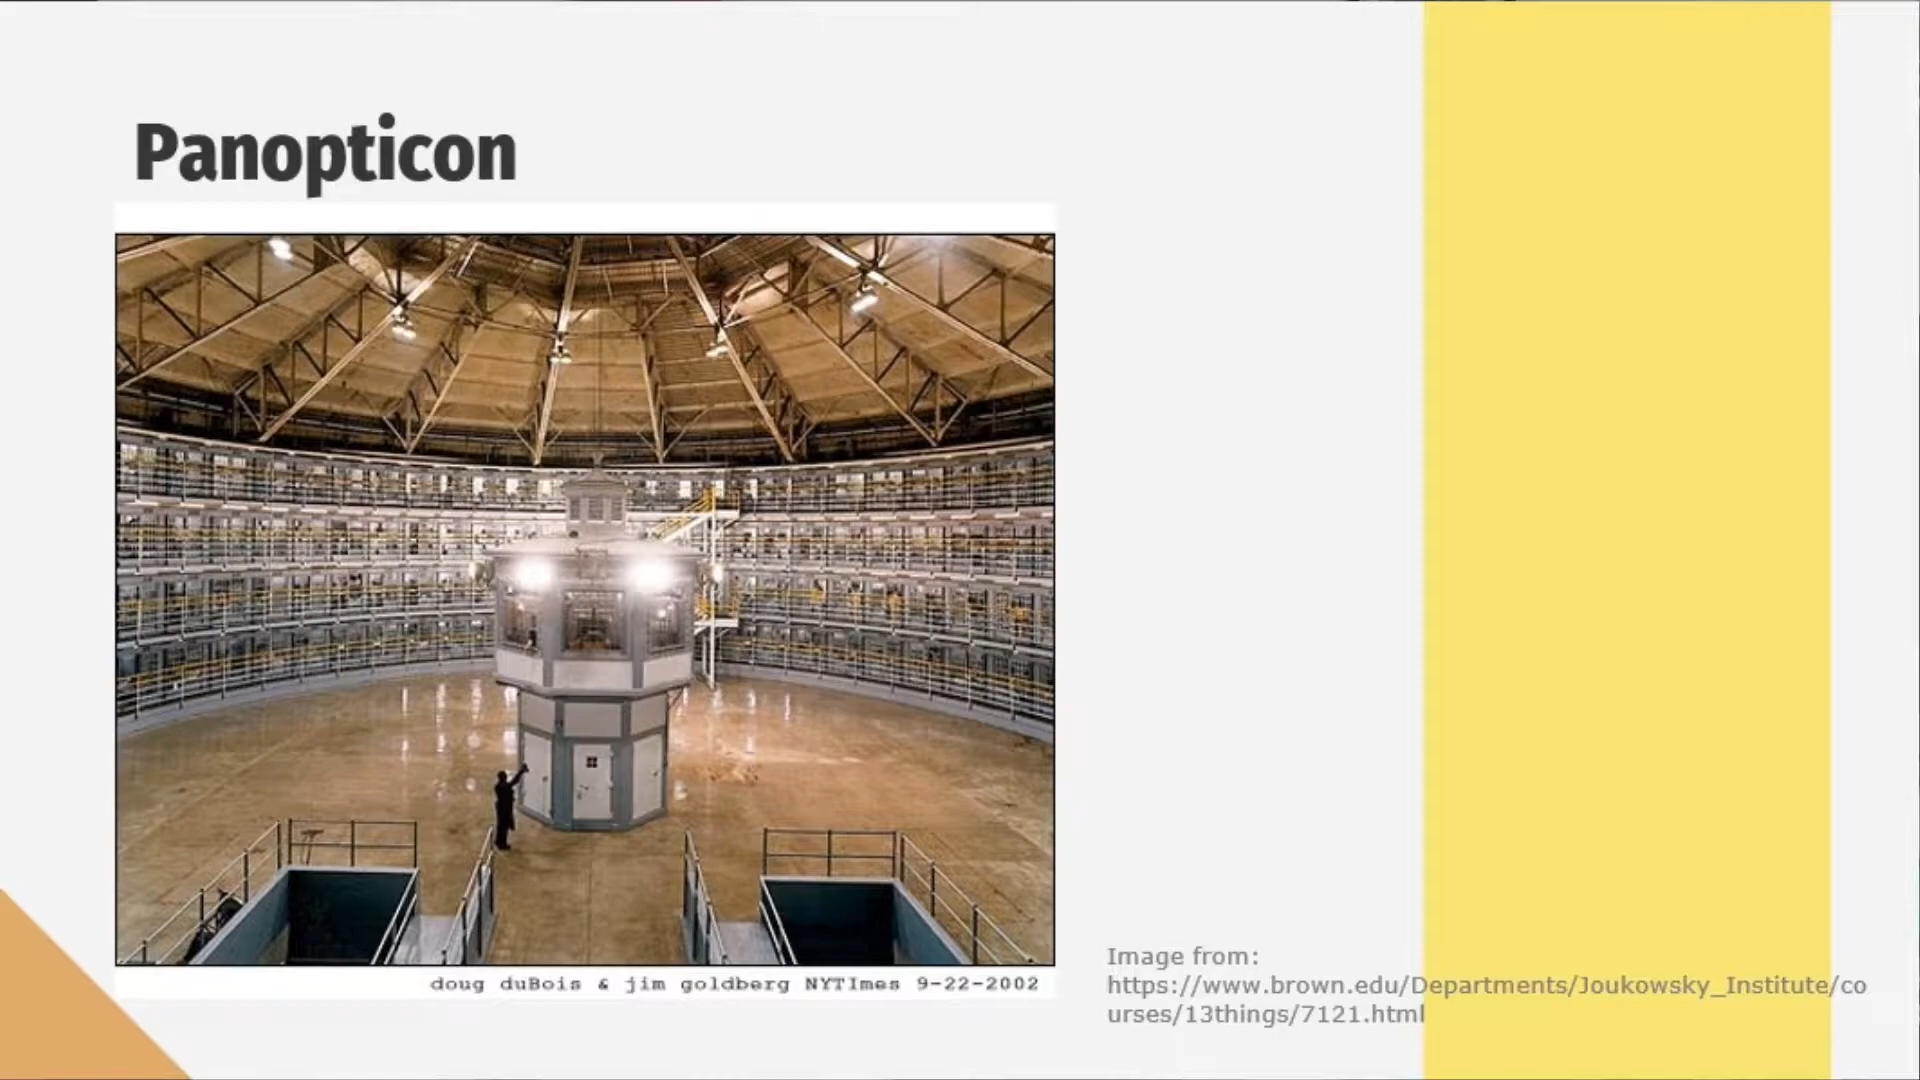 Panopticon
doug duBois & jim goldberg NYTImes 9-22-2002
Image from:
https://www.brown.edu/Departments/Joukowsky_Institute/co
urses/13things/7121.html